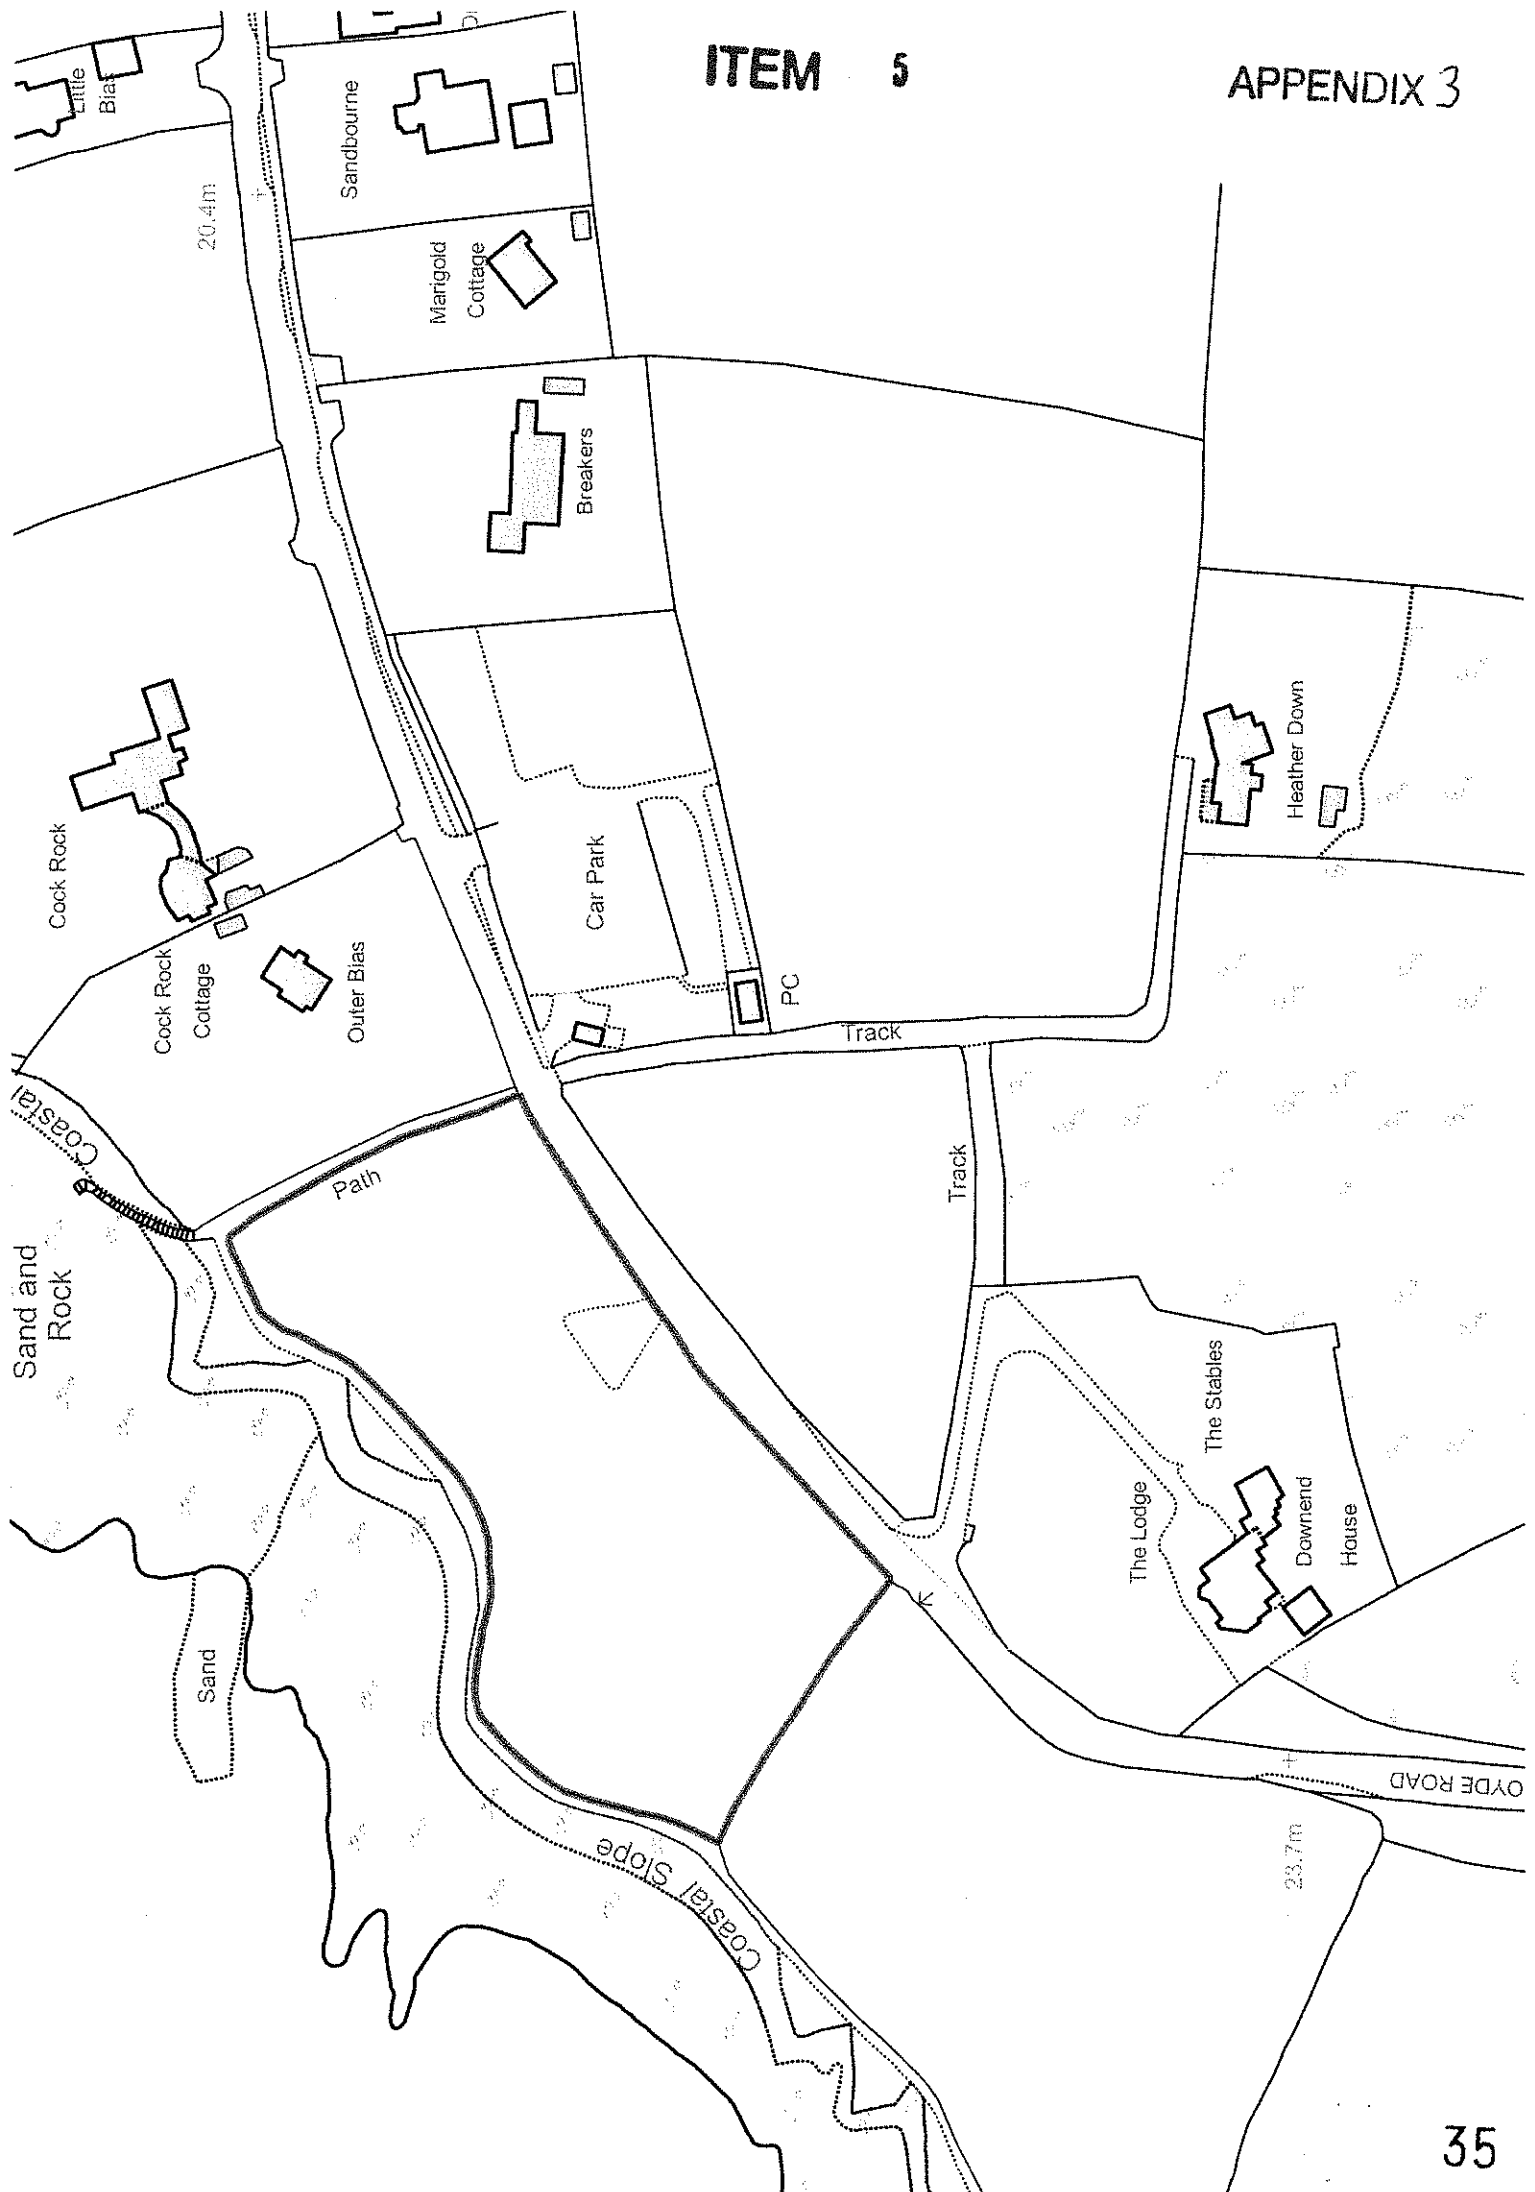 ITEM 5
APPENDIX 3
Little
Bias
Sandbourne
20.4m
Marigold
Cottage
Breakers
Cock Rock
Cock Rock
Cottage
Outer Bias
Car Park
PC
Heather Down
Track
Track
Coastal
Path
Sand and
Rock
Sand
The Stables
The Lodge
Downend
House
Coastal Slope
OYDE ROAD
23.7m
35